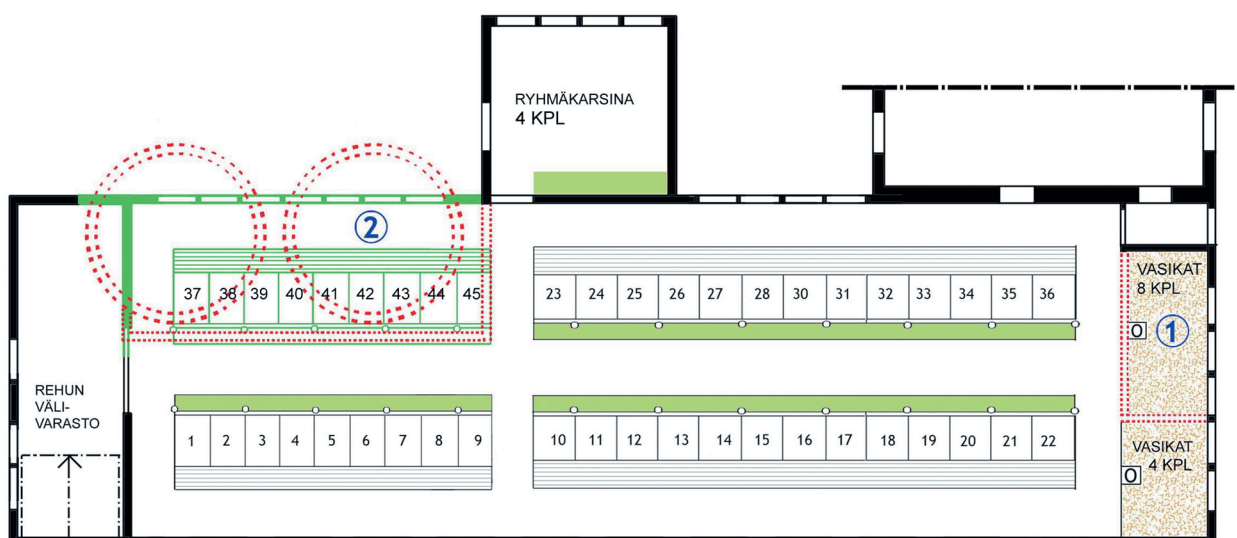 RYHMÄKARSINA
4 KPL
②
37 38 39 40 41 42 43 44 45
23 24 25 26 27 28 30 31 32 33 34 35 36
VASIKAT
8 KPL
O
①
REHUN
VÄLI-
VARASTO
1 2 3 4 5 6 7 8 9
10 11 12 13 14 15 16 17 18 19 20 21 22
VASIKAT
4 KPL
O